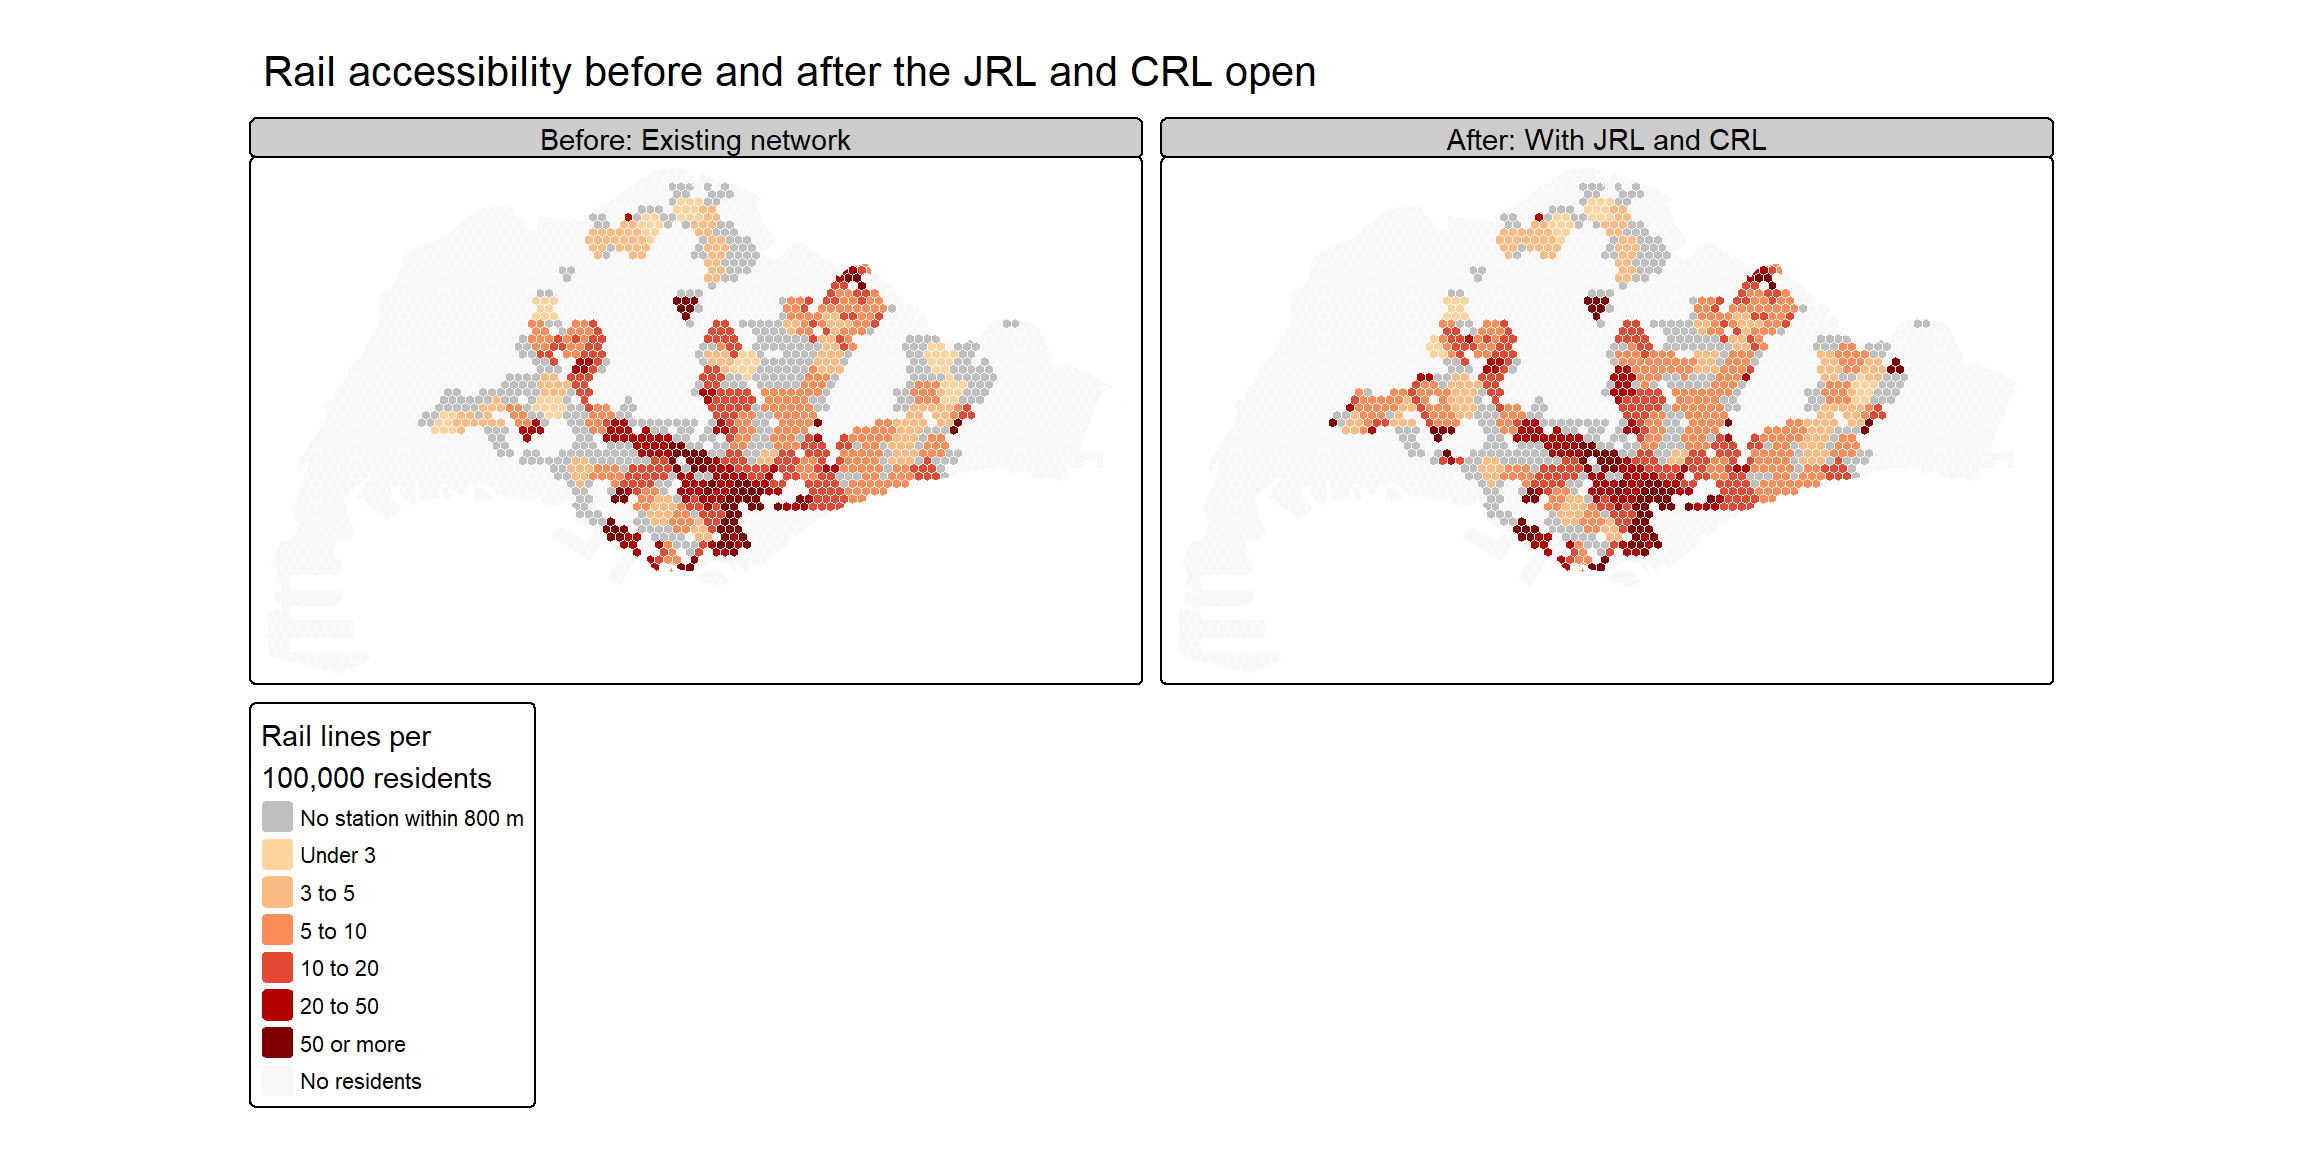 Rail accessibility before and after the JRL and CRL open
Before: Existing network
After: With JRL and CRL
Rail lines per
100,000 residents
No station within 800 m
Under 3
3 to 5
5 to 10
10 to 20
20 to 50
50 or more
No residents